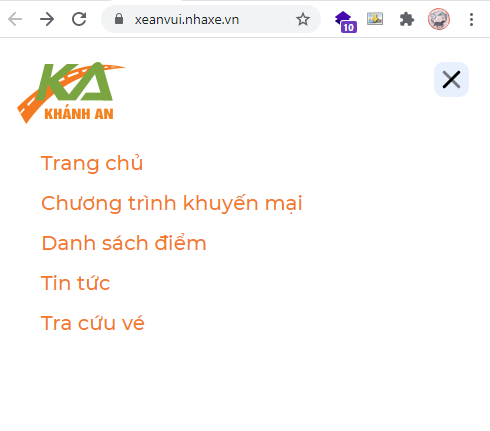 xeanvui.nhaxe.vn
10
KA
KHÁNH AN
Trang chủ
Chương trình khuyến mại
Danh sách điểm
Tin tức
Tra cứu vé